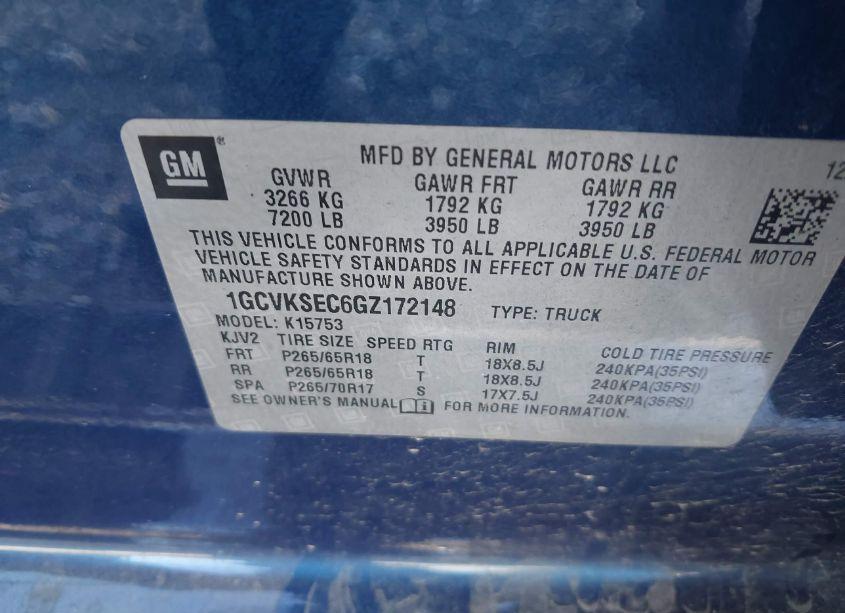 GM®
MFD BY GENERAL MOTORS LLC
12
GVWR GAWR FRT GAWR RR
3266 KG 1792 KG 1792 KG
7200 LB 3950 LB 3950 LB
THIS VEHICLE CONFORMS TO ALL APPLICABLE U.S. FEDERAL MOTOR
VEHICLE SAFETY STANDARDS IN EFFECT ON THE DATE OF
MANUFACTURE SHOWN ABOVE.
1GCVKSEC6GZ172148 TYPE: TRUCK
MODEL: K15753
KJV2 TIRE SIZE SPEED RTG RIM COLD TIRE PRESSURE
FRT P265/65R18 T 18X8.5J 240KPA(35PSI)
RR P265/65R18 T 18X8.5J 240KPA(35PSI)
SPA P265/70R17 S 17X7.5J 240KPA(35PSI)
SEE OWNER'S MANUAL FOR MORE INFORMATION.